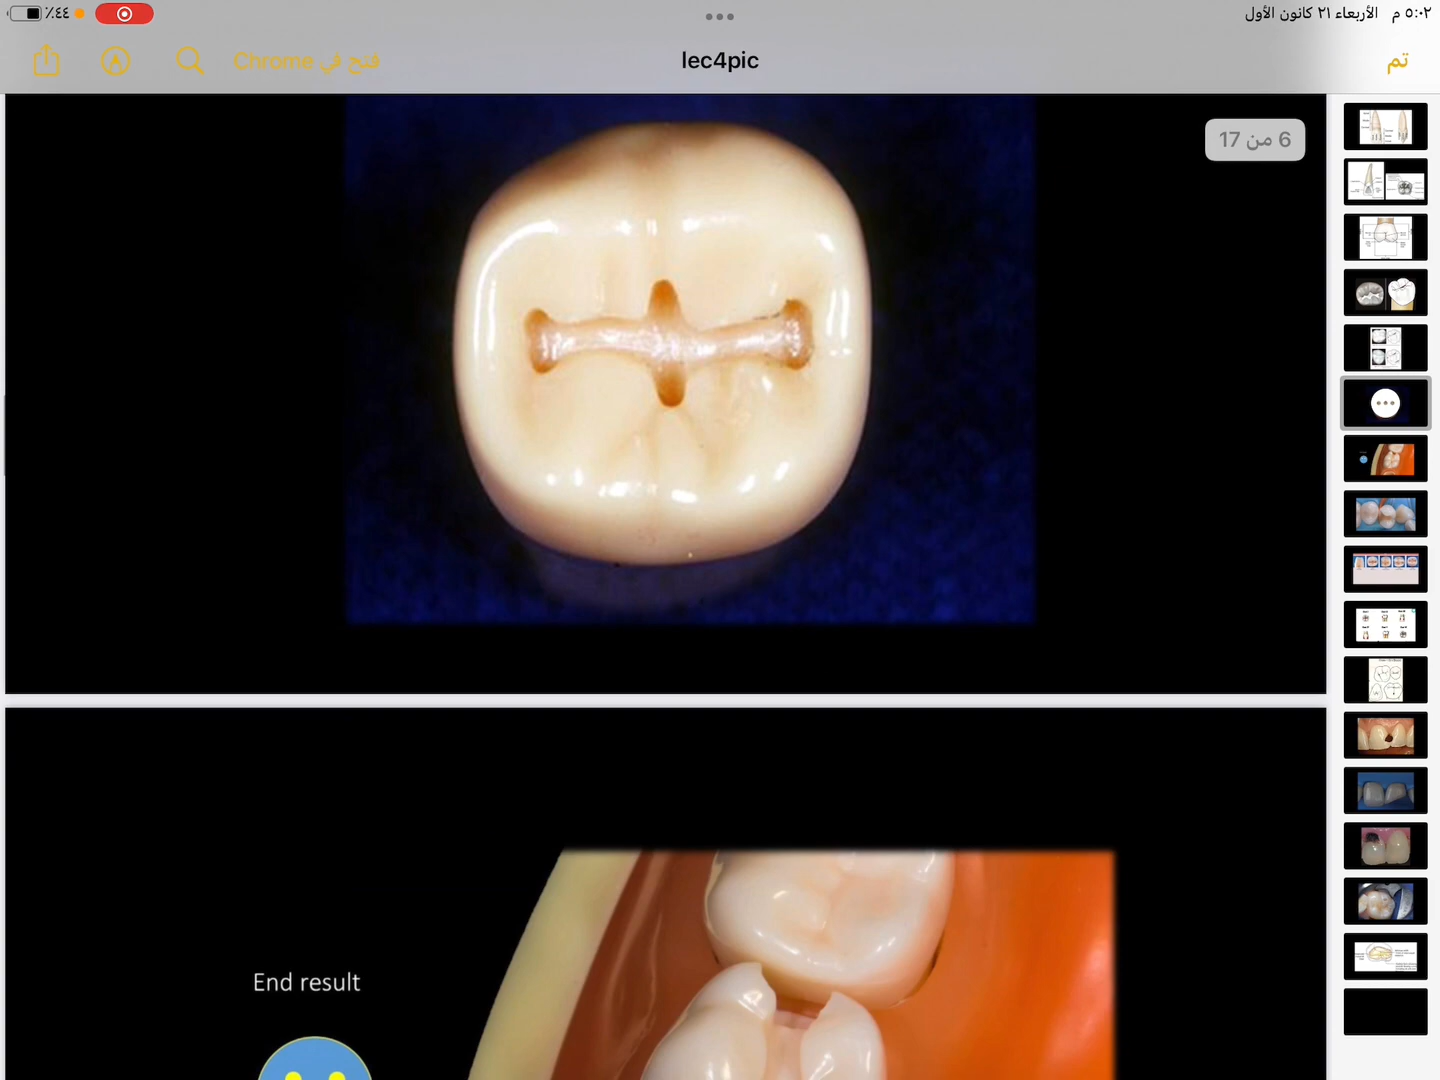 ٥:٠٢ م الأربعاء ٢١ كانون الأول
٪٤٤
تم
lec4pic
فتح في Chrome
6 من 17
End result